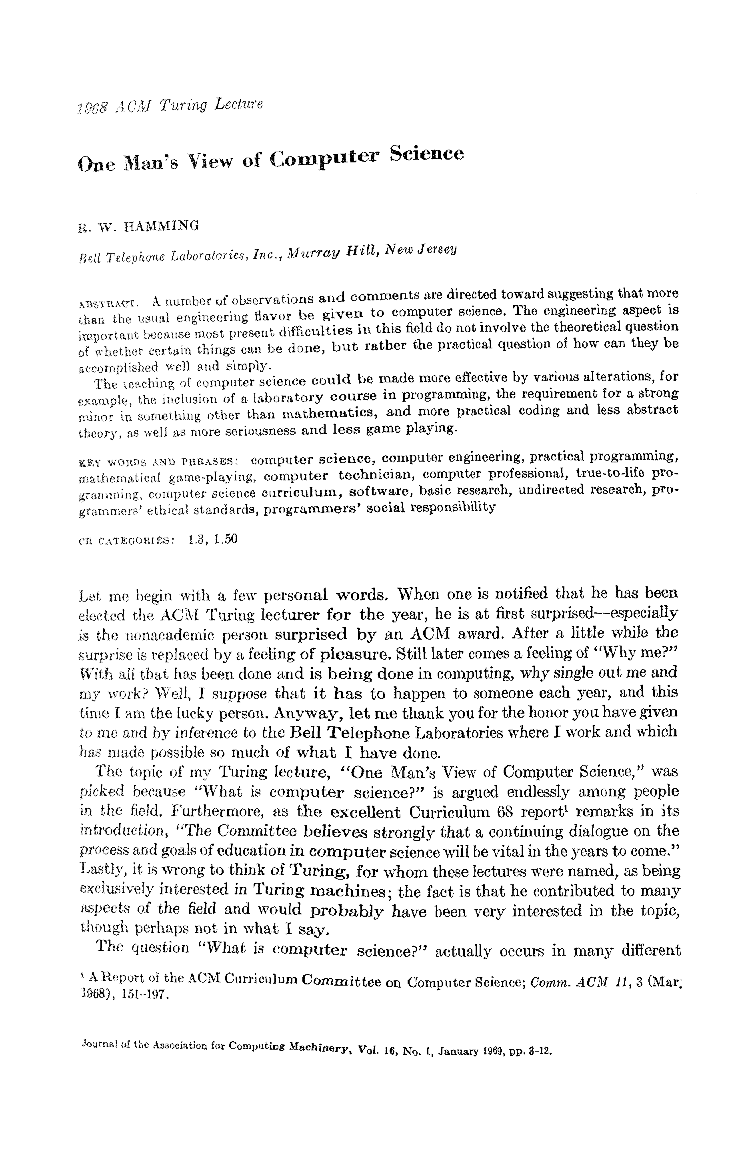 1968 ACM Turing Lecture
One Man's View of Computer Science
R. W. HAMMING
Bell Telephone Laboratories, Inc., Murray Hill, New Jersey
ABSTRACT. A number of observations and comments are directed toward suggesting that more
than the usual engineering flavor be given to computer science. The engineering aspect is
important because most present difficulties in this field do not involve the theoretical question
of whether certain things can be done, but rather the practical question of how can they be
accomplished well and simply.
The teaching of computer science could be made more effective by various alterations, for
example, the inclusion of a laboratory course in programming, the requirement for a strong
minor in something other than mathematics, and more practical coding and less abstract
theory, as well as more seriousness and less game playing.
KEY WORDS AND PHRASES: computer science, computer engineering, practical programming,
mathematical game-playing, computer technician, computer professional, true-to-life pro-
gramming, computer science curriculum, software, basic research, undirected research, pro-
grammers' ethical standards, programmers' social responsibility
CR CATEGORIES: 1.3, 1.50
Let me begin with a few personal words. When one is notified that he has been
elected the ACM Turing lecturer for the year, he is at first surprised—especially
is the nonacademic person surprised by an ACM award. After a little while the
surprise is replaced by a feeling of pleasure. Still later comes a feeling of "Why me?"
With all that has been done and is being done in computing, why single out me and
my work? Well, I suppose that it has to happen to someone each year, and this
time I am the lucky person. Anyway, let me thank you for the honor you have given
to me and by inference to the Bell Telephone Laboratories where I work and which
has made possible so much of what I have done.
The topic of my Turing lecture, "One Man's View of Computer Science," was
picked because "What is computer science?" is argued endlessly among people
in the field. Furthermore, as the excellent Curriculum 68 report¹ remarks in its
introduction, "The Committee believes strongly that a continuing dialogue on the
process and goals of education in computer science will be vital in the years to come."
Lastly, it is wrong to think of Turing, for whom these lectures were named, as being
exclusively interested in Turing machines; the fact is that he contributed to many
aspects of the field and would probably have been very interested in the topic,
though perhaps not in what I say.
The question "What is computer science?" actually occurs in many different
¹ A Report of the ACM Curriculum Committee on Computer Science; Comm. ACM 11, 3 (Mar.
1968), 151–197.
Journal of the Association for Computing Machinery, Vol. 16, No. 1, January 1969, pp. 3–12.